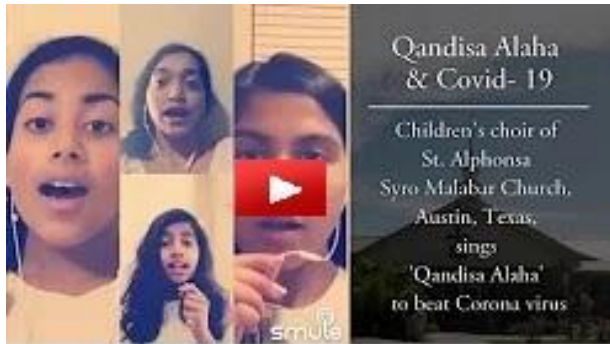 Qandisa Alaha
& Covid- 19
Children's choir of
St. Alphonsa
Syro Malabar Church,
Austin, Texas,
sings
'Qandisa Alaha'
to beat Corona virus
smule